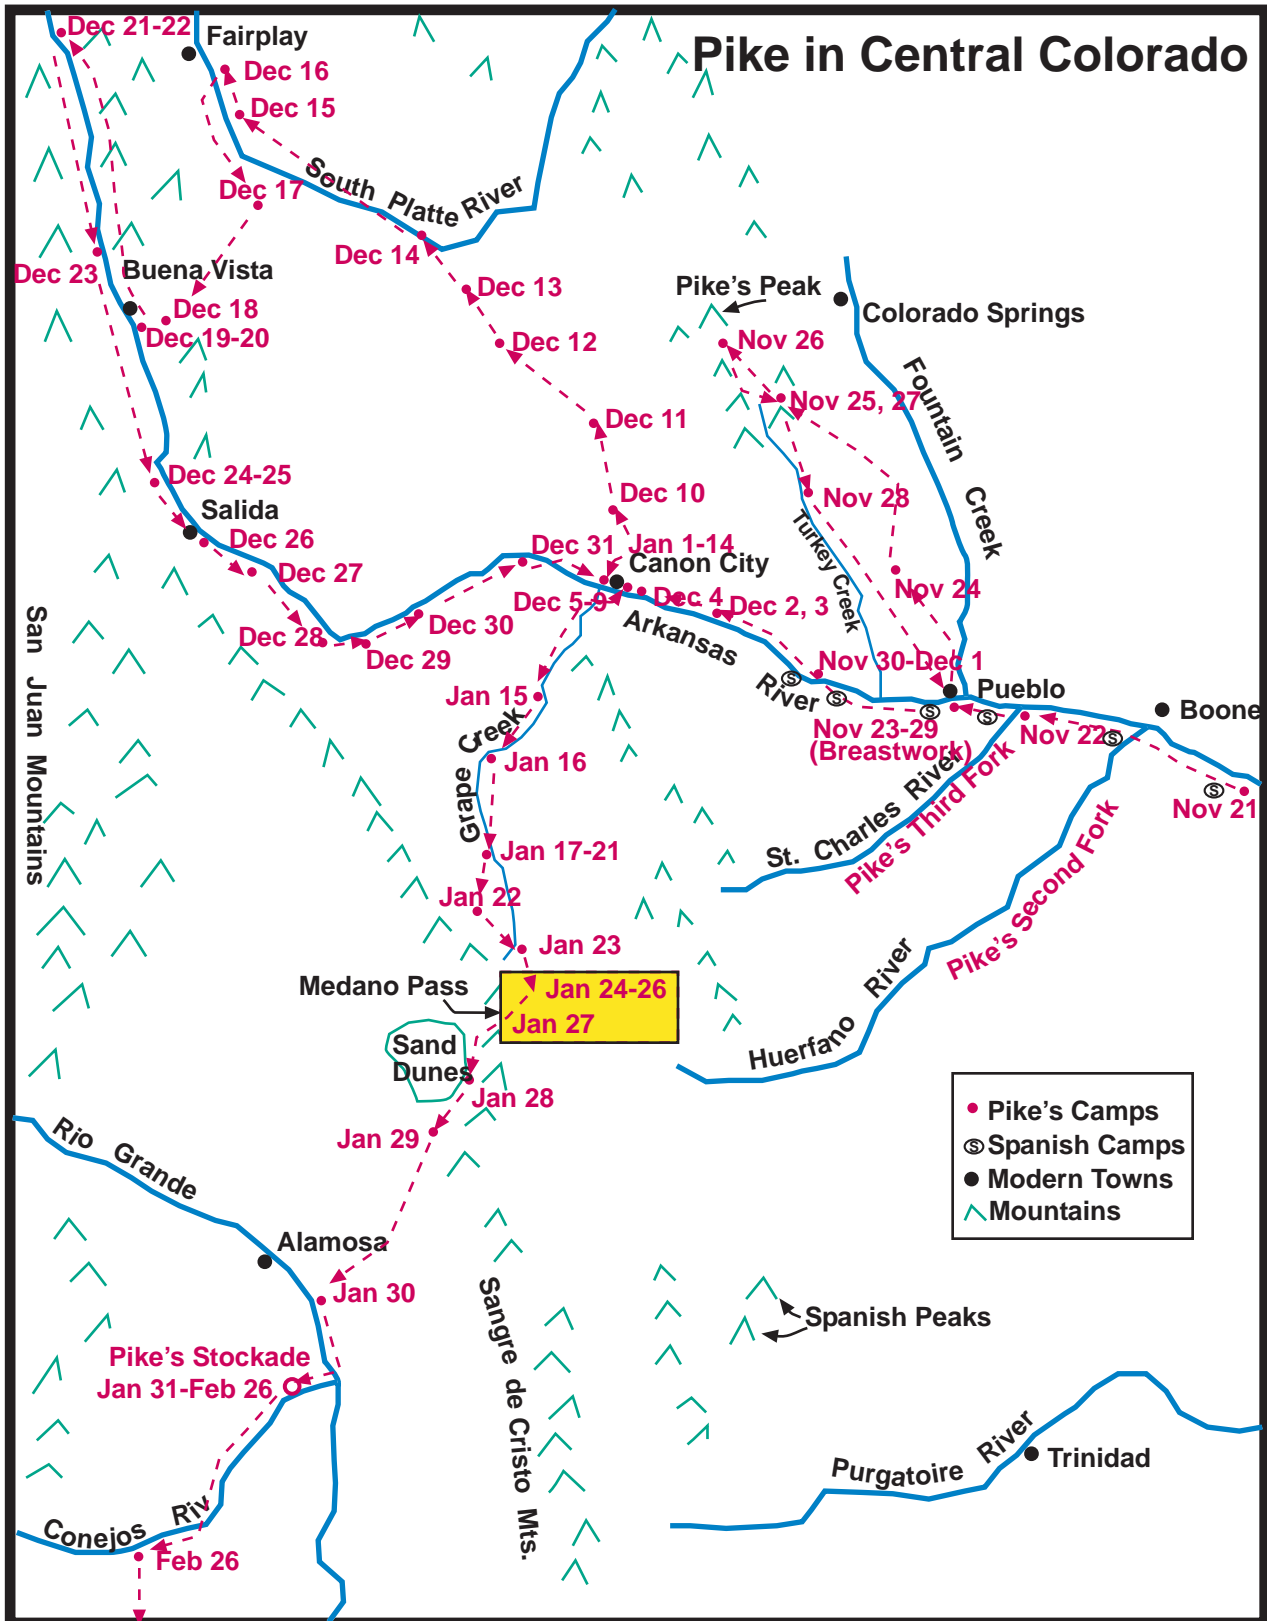 Pike in Central Colorado
Dec 21-22
Fairplay
Dec 16
Dec 15
South Platte River
Dec 17
Dec 14
Dec 23
Buena Vista
Dec 13
Pike's Peak
Colorado Springs
Dec 18
Dec 19-20
Dec 12
Nov 26
Fountain Creek
Nov 25, 27
Dec 11
Dec 24-25
Dec 10
Nov 28
Salida
Turkey Creek
Dec 26
Dec 31
Jan 1-14
Canon City
Dec 27
Nov 24
Dec 5-9
Dec 4
Dec 2, 3
Dec 30
Arkansas River
Dec 28
Dec 29
Nov 30-Dec 1
San Juan Mountains
Jan 15
Pueblo
Boone
Grape Creek
Nov 23-29
(Breastwork)
Nov 22
Jan 16
St. Charles River
Pike's Third Fork
Nov 21
Jan 17-21
Pike's Second Fork
Jan 22
Jan 23
Medano Pass
Jan 24-26
Jan 27
Huerfano River
Sand
Dunes
Jan 28
Jan 29
Pike's Camps
S Spanish Camps
Modern Towns
Mountains
Rio Grande
Alamosa
Jan 30
Sangre de Cristo Mts.
Spanish Peaks
Pike's Stockade
Jan 31-Feb 26
Purgatoire River
Trinidad
Conejos Riv
Feb 26
S
S
S
S
S
S